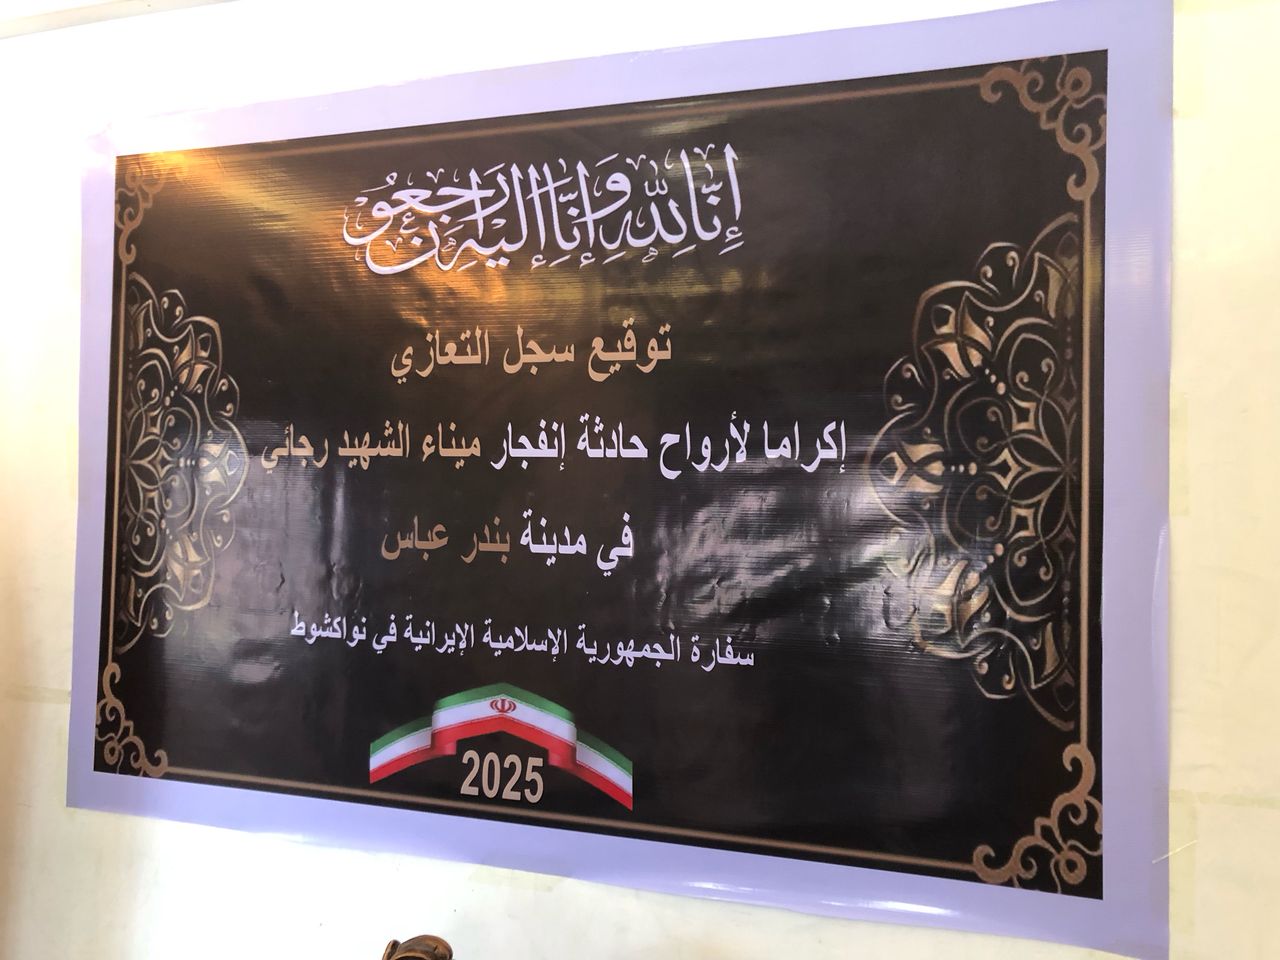 إنا لله وإنا إليه راجعون
توقيع سجل التعازي
إكراما لأرواح حادثة إنفجار ميناء الشهيد رجائي
في مدينة بندر عباس
سفارة الجمهورية الإسلامية الإيرانية في نواكشوط
2025